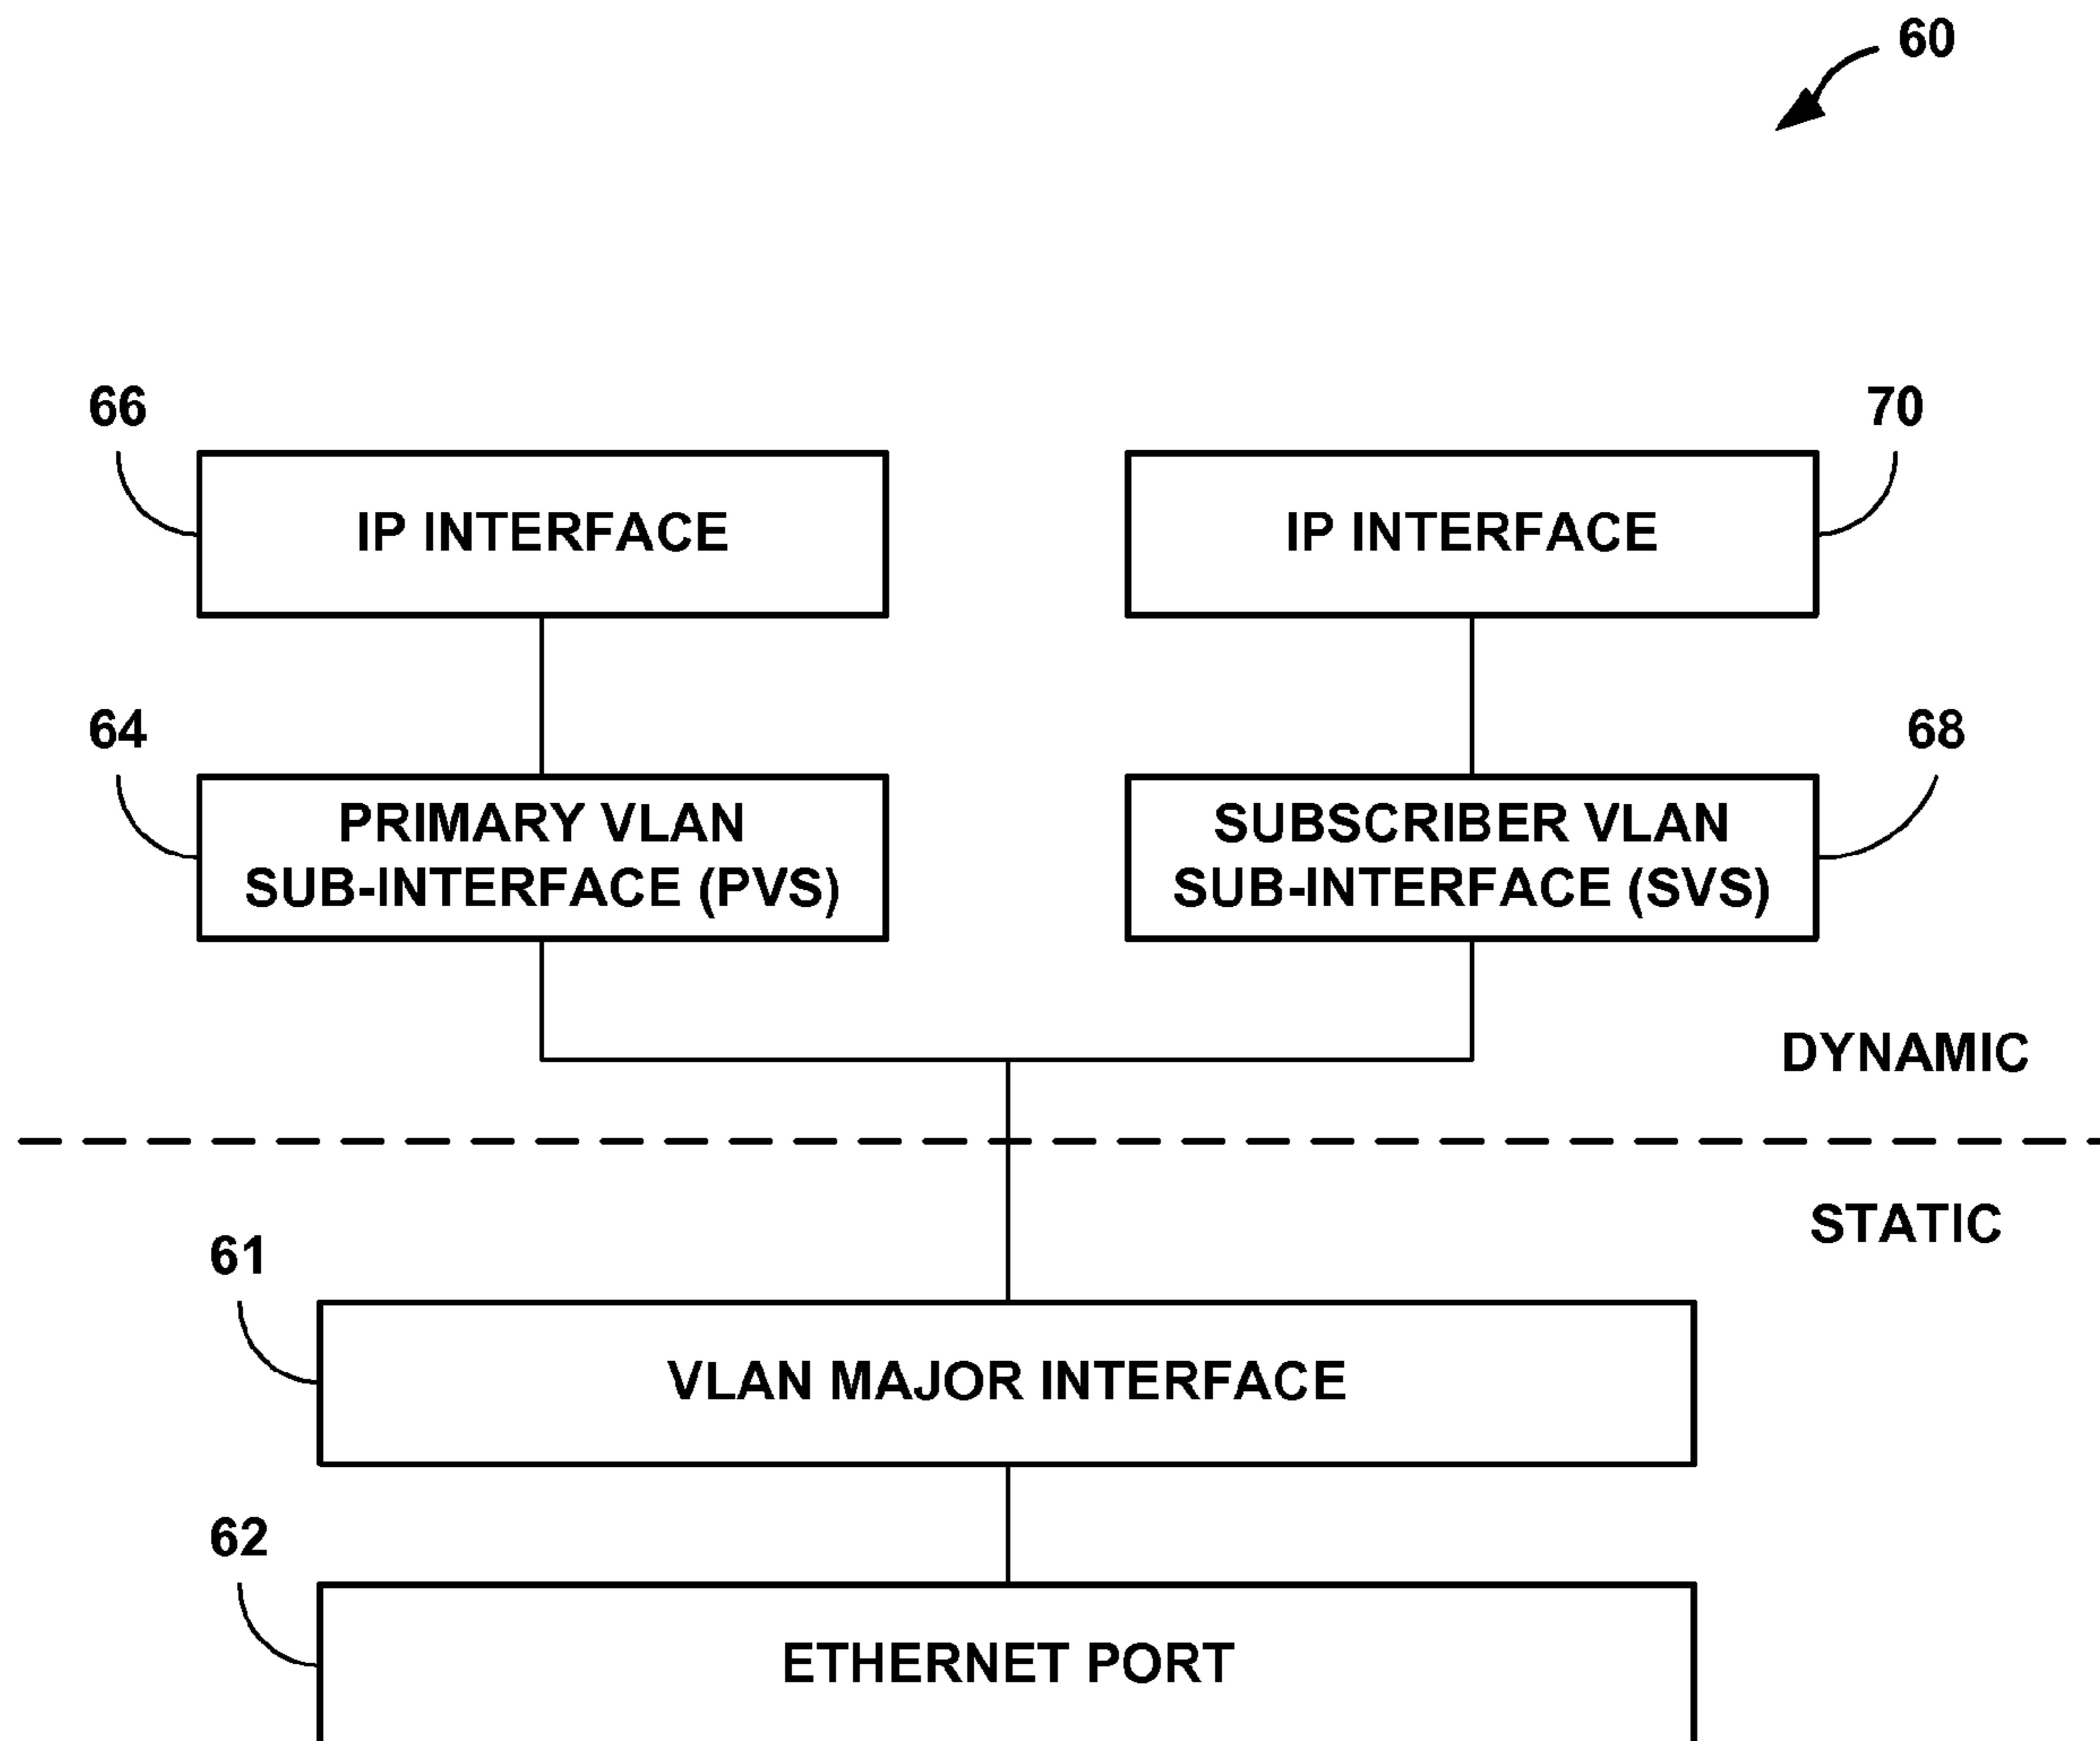 60
66
70
IP INTERFACE
IP INTERFACE
64
68
PRIMARY VLAN
SUB-INTERFACE (PVS)
SUBSCRIBER VLAN
SUB-INTERFACE (SVS)
DYNAMIC
STATIC
61
VLAN MAJOR INTERFACE
62
ETHERNET PORT